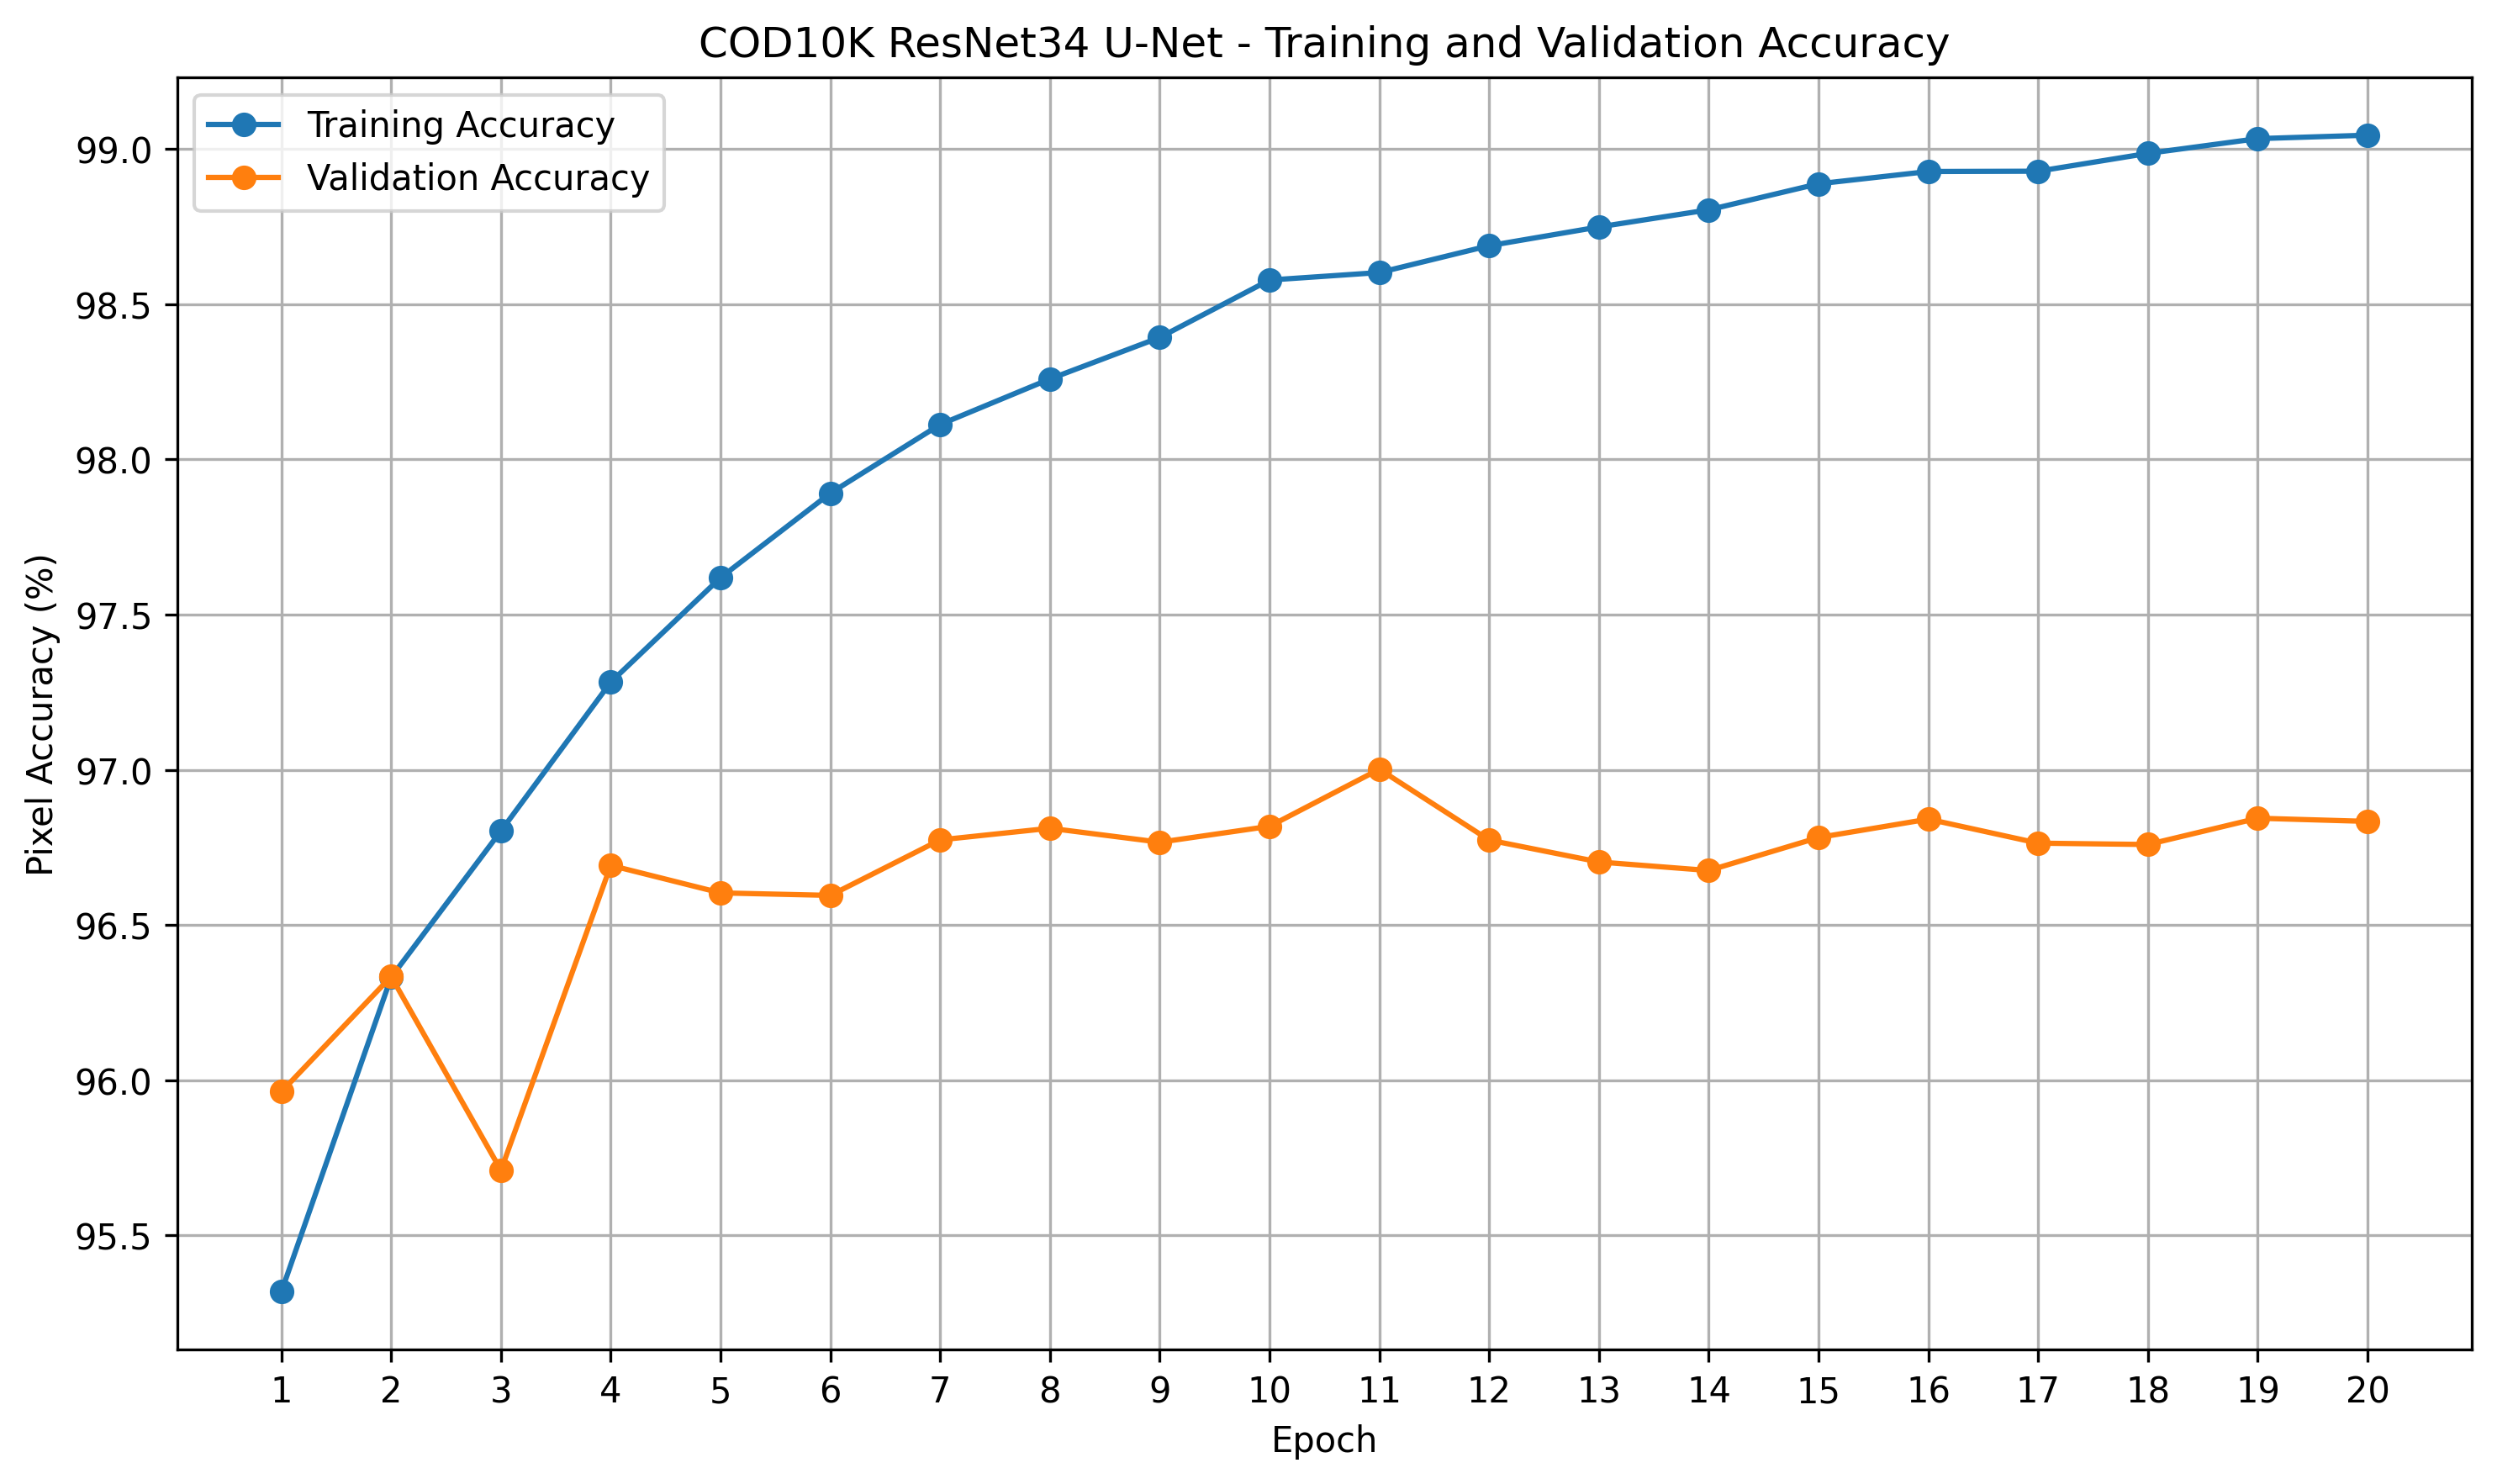 COD10K ResNet34 U-Net - Training and Validation Accuracy
Training Accuracy
Validation Accuracy
Pixel Accuracy (%)
99.0
98.5
98.0
97.5
97.0
96.5
96.0
95.5
1 2 3 4 5 6 7 8 9 10 11 12 13 14 15 16 17 18 19 20
Epoch